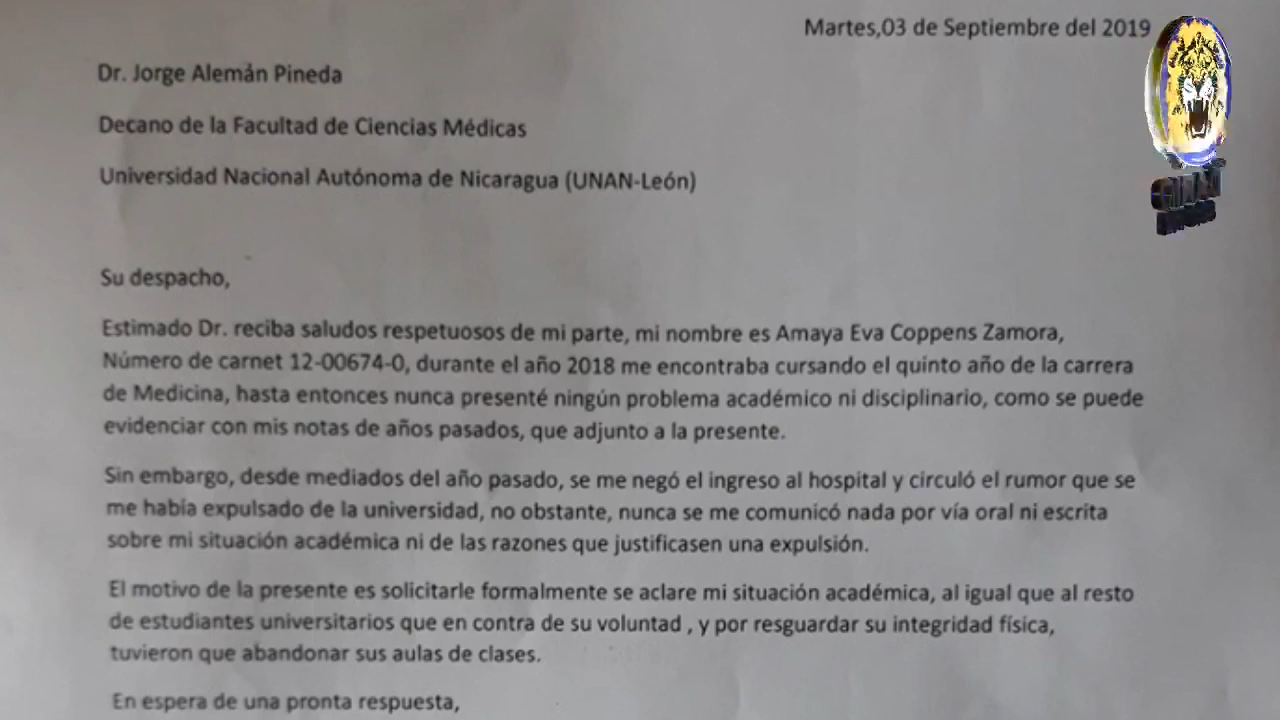 Martes,03 de Septiembre del 2019
Dr. Jorge Alemán Pineda
Decano de la Facultad de Ciencias Médicas
Universidad Nacional Autónoma de Nicaragua (UNAN-León)
Su despacho,
Estimado Dr. reciba saludos respetuosos de mi parte, mi nombre es Amaya Eva Coppens Zamora,
Número de carnet 12-00674-0, durante el año 2018 me encontraba cursando el quinto año de la carrera
de Medicina, hasta entonces nunca presenté ningún problema académico ni disciplinario, como se puede
evidenciar con mis notas de años pasados, que adjunto a la presente.
Sin embargo, desde mediados del año pasado, se me negó el ingreso al hospital y circuló el rumor que se
me había expulsado de la universidad, no obstante, nunca se me comunicó nada por vía oral ni escrita
sobre mi situación académica ni de las razones que justificasen una expulsión.
El motivo de la presente es solicitarle formalmente se aclare mi situación académica, al igual que al resto
de estudiantes universitarios que en contra de su voluntad , y por resguardar su integridad física,
tuvieron que abandonar sus aulas de clases.
En espera de una pronta respuesta,